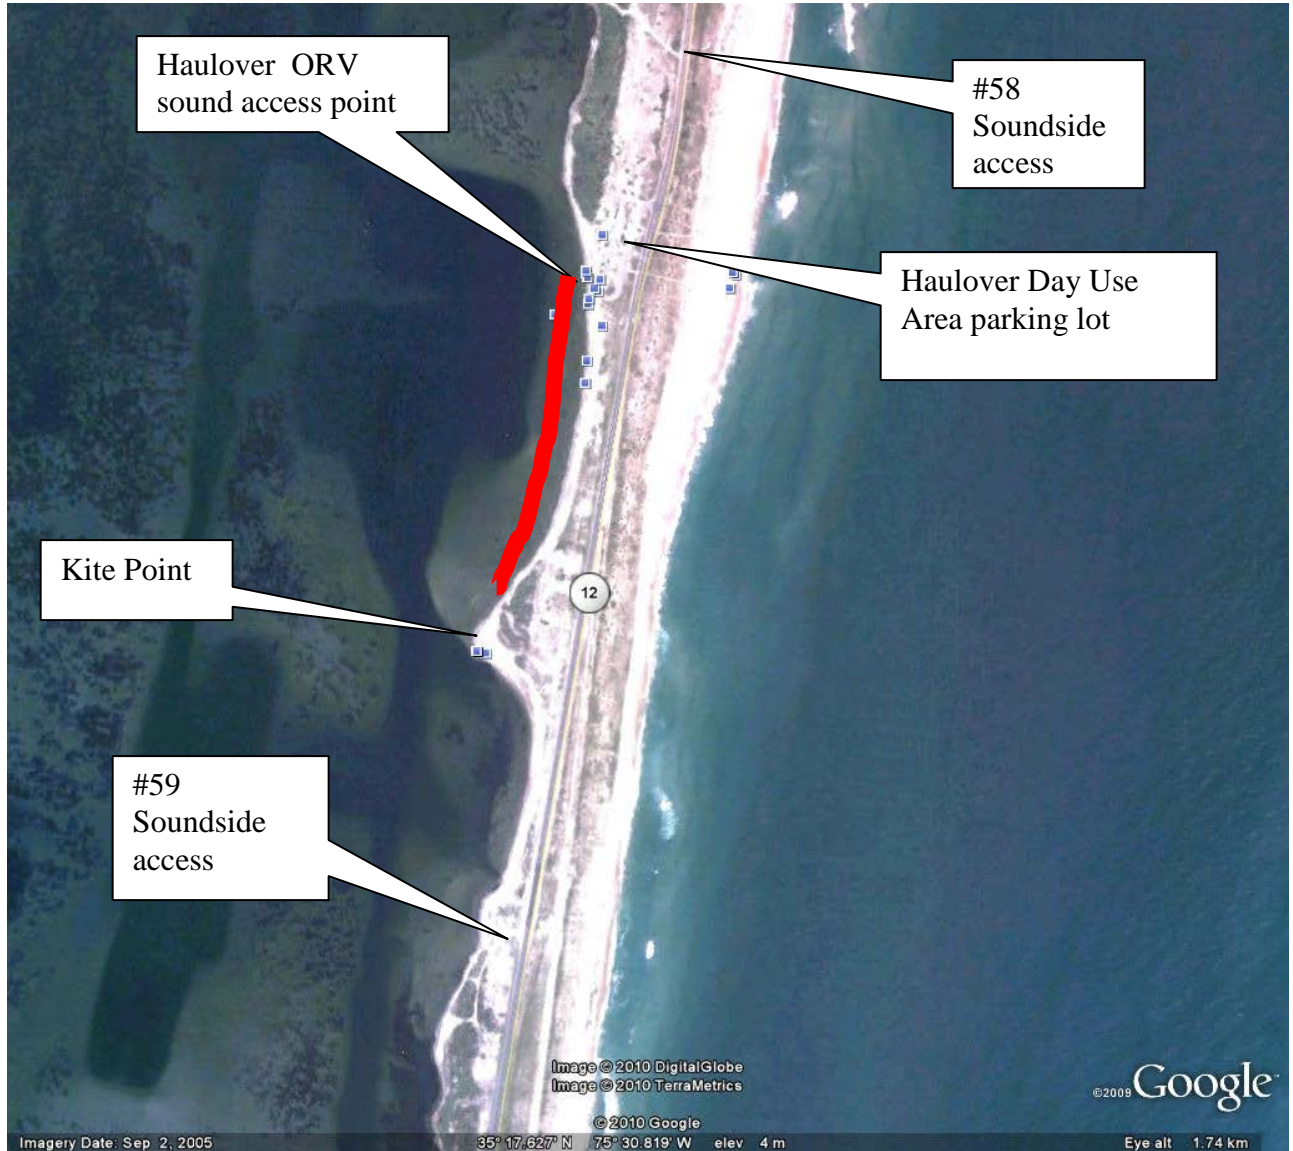 Haulover ORV
sound access point
#58
Soundside
access
Haulover Day Use
Area parking lot
Kite Point
12
#59
Soundside
access
Image © 2010 DigitalGlobe
Image © 2010 TerraMetrics
© 2010 Google
©2009 Google™
Imagery Date: Sep 2, 2005 35° 17.627' N 75° 30.819' W elev 4 m Eye alt 1.74 km